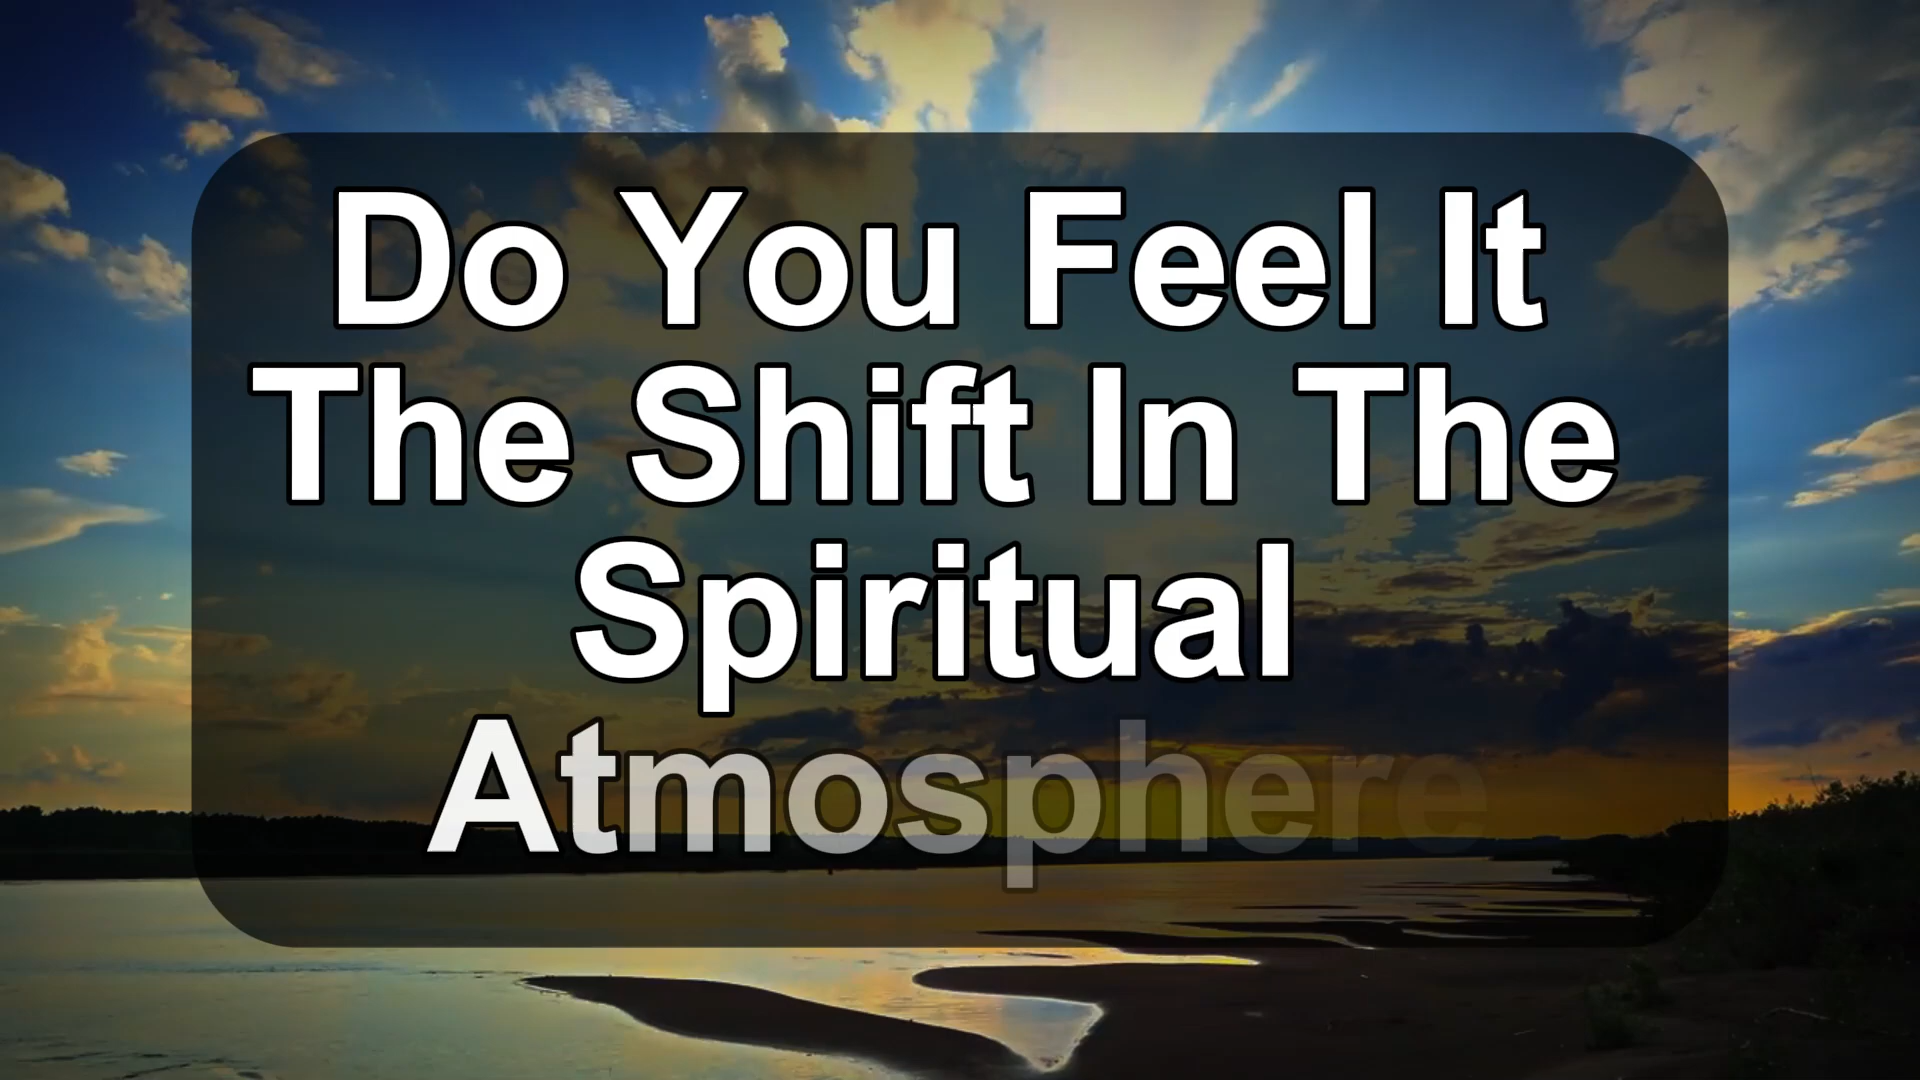 Do You Feel It
The Shift In The
Spiritual
Atmosphere